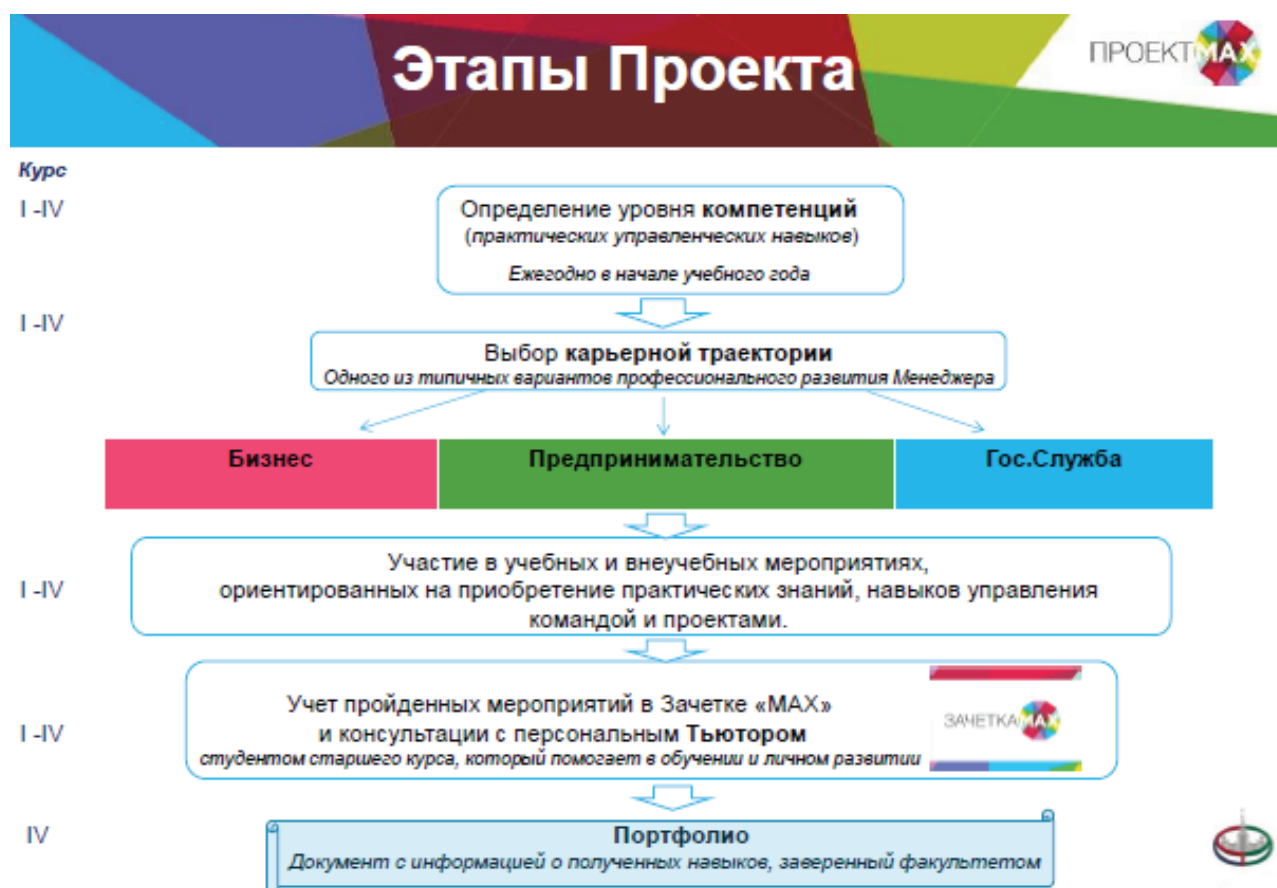 Этапы Проекта
ПРОЕКТMAX
Курс
I -IV
Определение уровня компетенций
(практических управленческих навыков)
Ежегодно в начале учебного года
I -IV
Выбор карьерной траектории
Одного из типичных вариантов профессионального развития Менеджера
Бизнес
Предпринимательство
Гос.Служба
Участие в учебных и внеучебных мероприятиях,
I -IV
ориентированных на приобретение практических знаний, навыков управления
командой и проектами.
Учет пройденных мероприятий в Зачетке «MAX»
I -IV
и консультации с персональным Тьютором
студентом старшего курса, который помогает в обучении и личном развитии
ЗАЧЕТКАMAX
IV
Портфолио
Документ с информацией о полученных навыков, заверенный факультетом